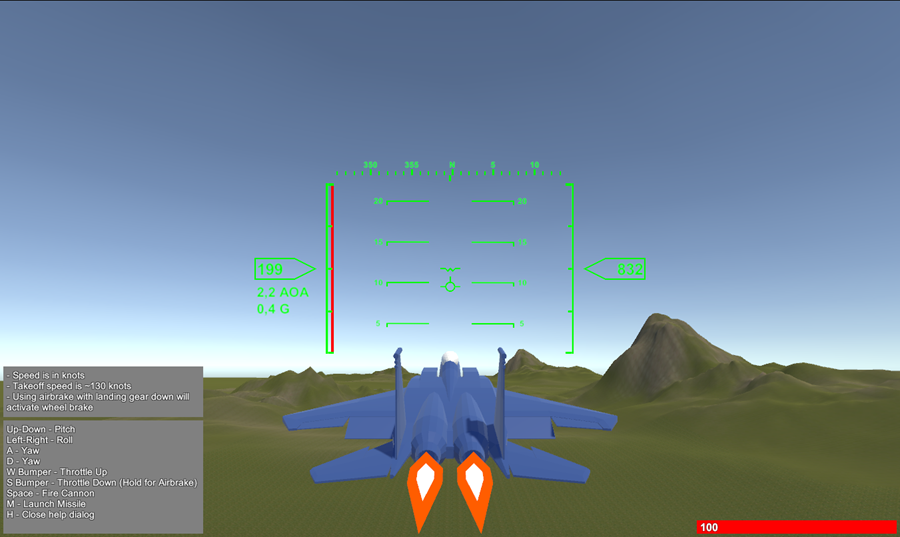 350 355 N 5 10
20 20
15 15
199 832
10 10
2,2 AOA
0,4 G
5 5
- Speed is in knots
- Takeoff speed is ~130 knots
- Using airbrake with landing gear down will
activate wheel brake
Up-Down - Pitch
Left-Right - Roll
A - Yaw
D - Yaw
W Bumper - Throttle Up
S Bumper - Throttle Down (Hold for Airbrake)
Space - Fire Cannon
M - Launch Missile
H - Close help dialog
100